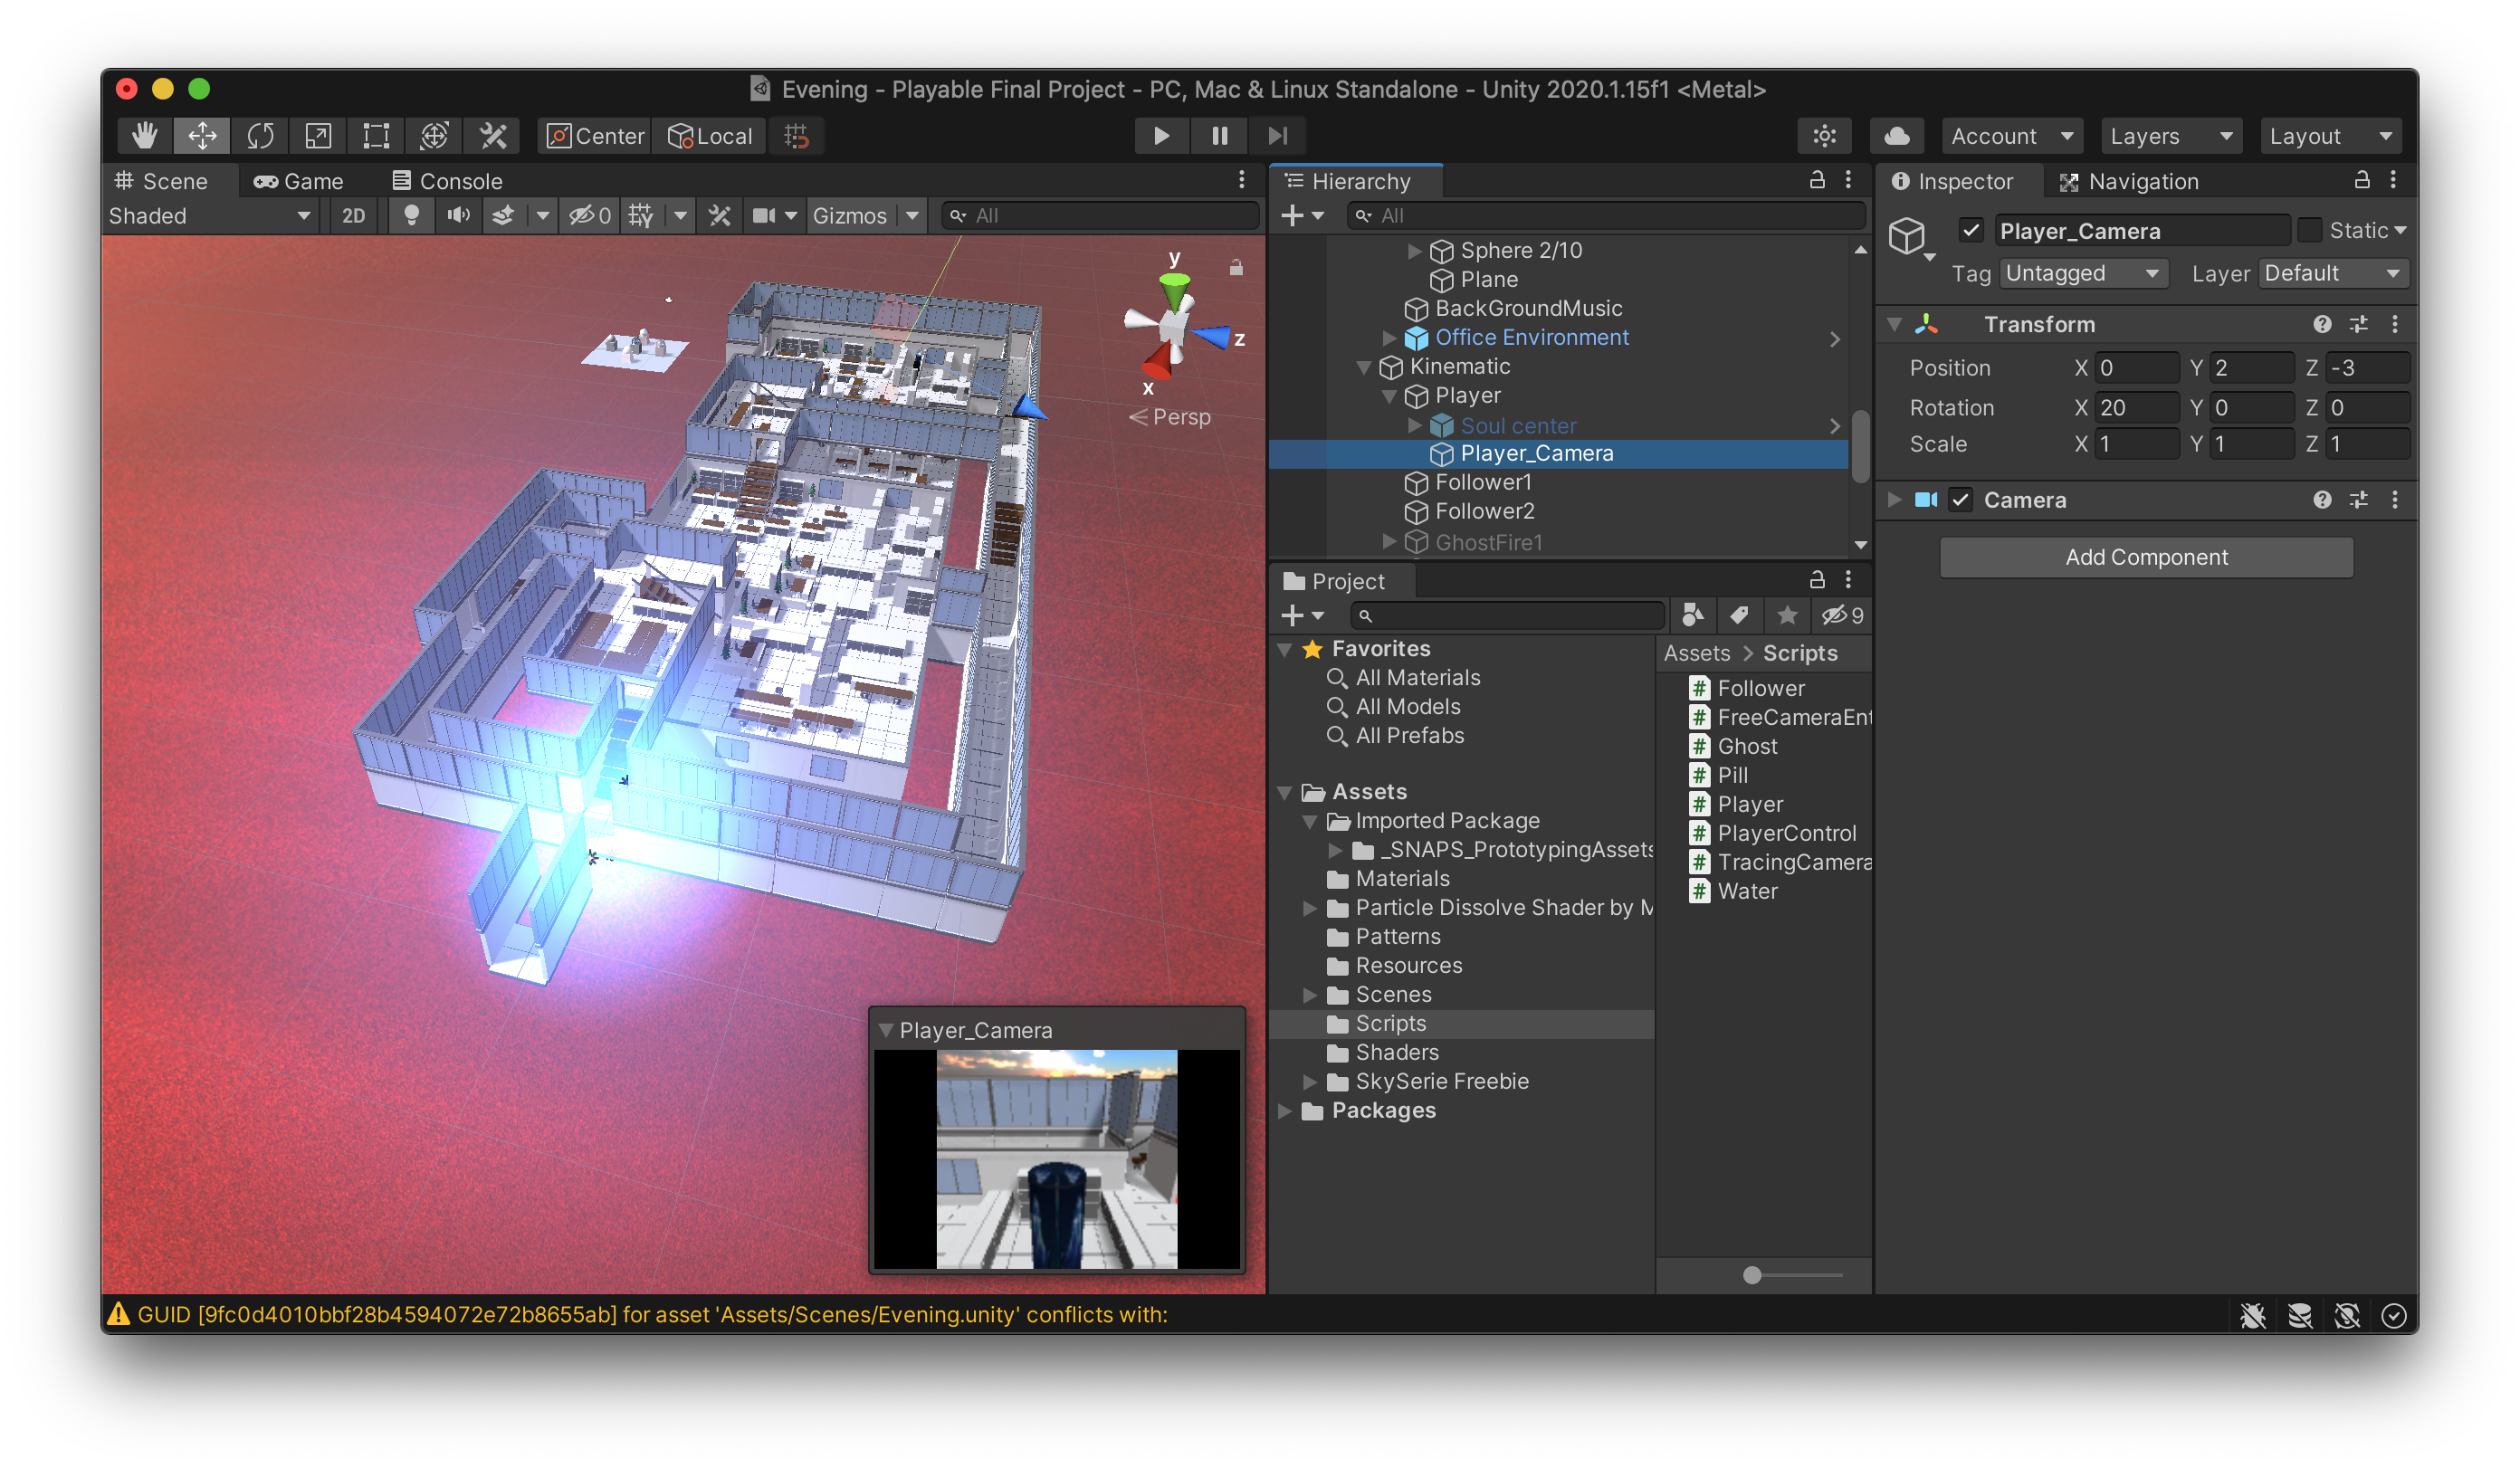 Evening - Playable Final Project - PC, Mac & Linux Standalone - Unity 2020.1.15f1 <Metal>
Center Local Account Layers Layout
Scene Game Console
Shaded 2D 0 Gizmos All
y
z
x
Persp
Player_Camera
Hierarchy
All
Sphere 2/10
Plane
BackGroundMusic
Office Environment
Kinematic
Player
Soul center
Player_Camera
Follower1
Follower2
GhostFire1
Project
9
Favorites
All Materials
All Models
All Prefabs
Assets
Imported Package
_SNAPS_PrototypingAssets
Materials
Particle Dissolve Shader by M
Patterns
Resources
Scenes
Scripts
Shaders
SkySerie Freebie
Packages
Assets > Scripts
# Follower
# FreeCameraEnt
# Ghost
# Pill
# Player
# PlayerControl
# TracingCamera
# Water
Inspector Navigation
Player_Camera Static
Tag Untagged Layer Default
Transform
Position X 0 Y 2 Z -3
Rotation X 20 Y 0 Z 0
Scale X 1 Y 1 Z 1
Camera
Add Component
GUID [9fc0d4010bbf28b4594072e72b8655ab] for asset 'Assets/Scenes/Evening.unity' conflicts with: